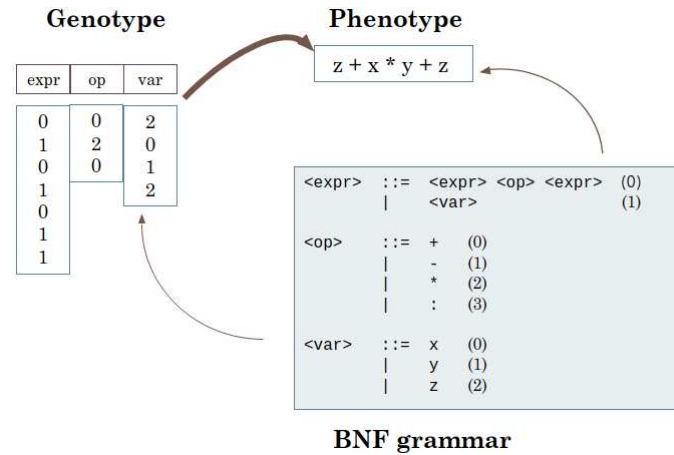 Genotype
expr op var
0 0 2
1 2 0
0 0 1
1 2
0
1
1
Phenotype
z + x * y + z
<expr> ::= <expr> <op> <expr> (0)
| <var> (1)
<op> ::= + (0)
| - (1)
| * (2)
| : (3)
<var> ::= x (0)
| y (1)
| z (2)
BNF grammar